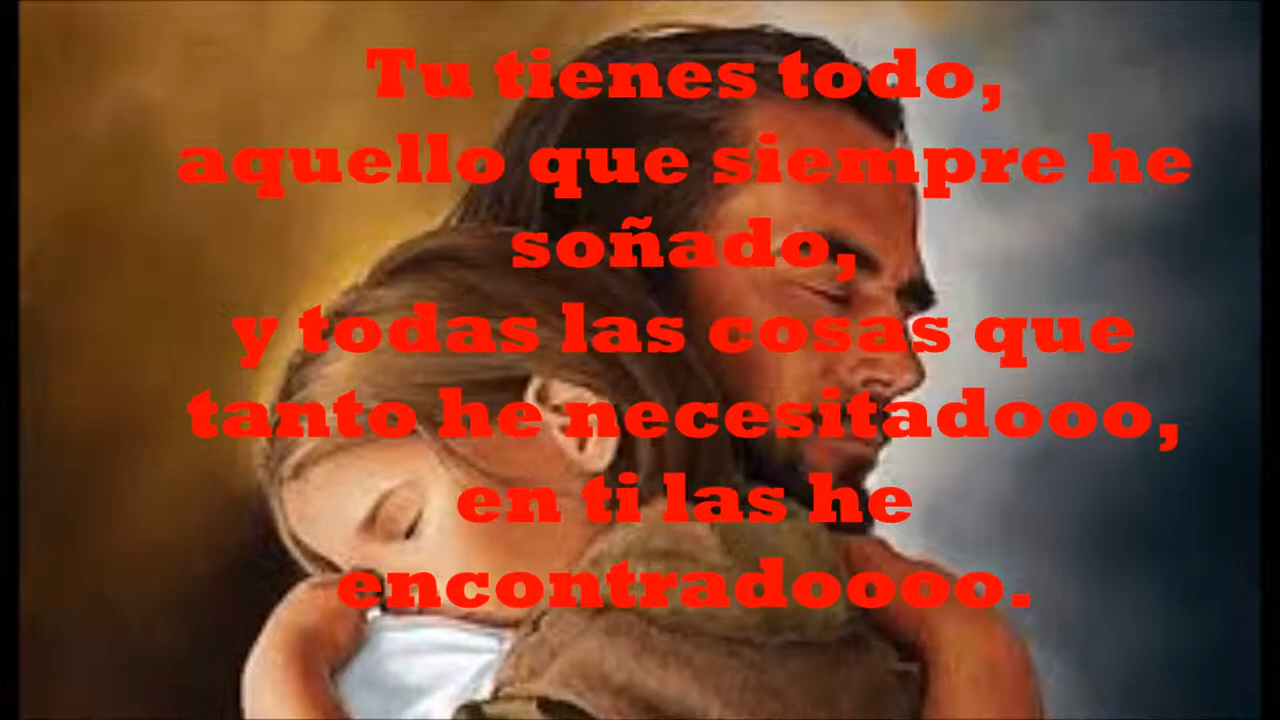 Tu tienes todo,
aquello que siempre he
soñado,
y todas las cosas que
tanto he necesitadooo,
en ti las he
encontradoooo.